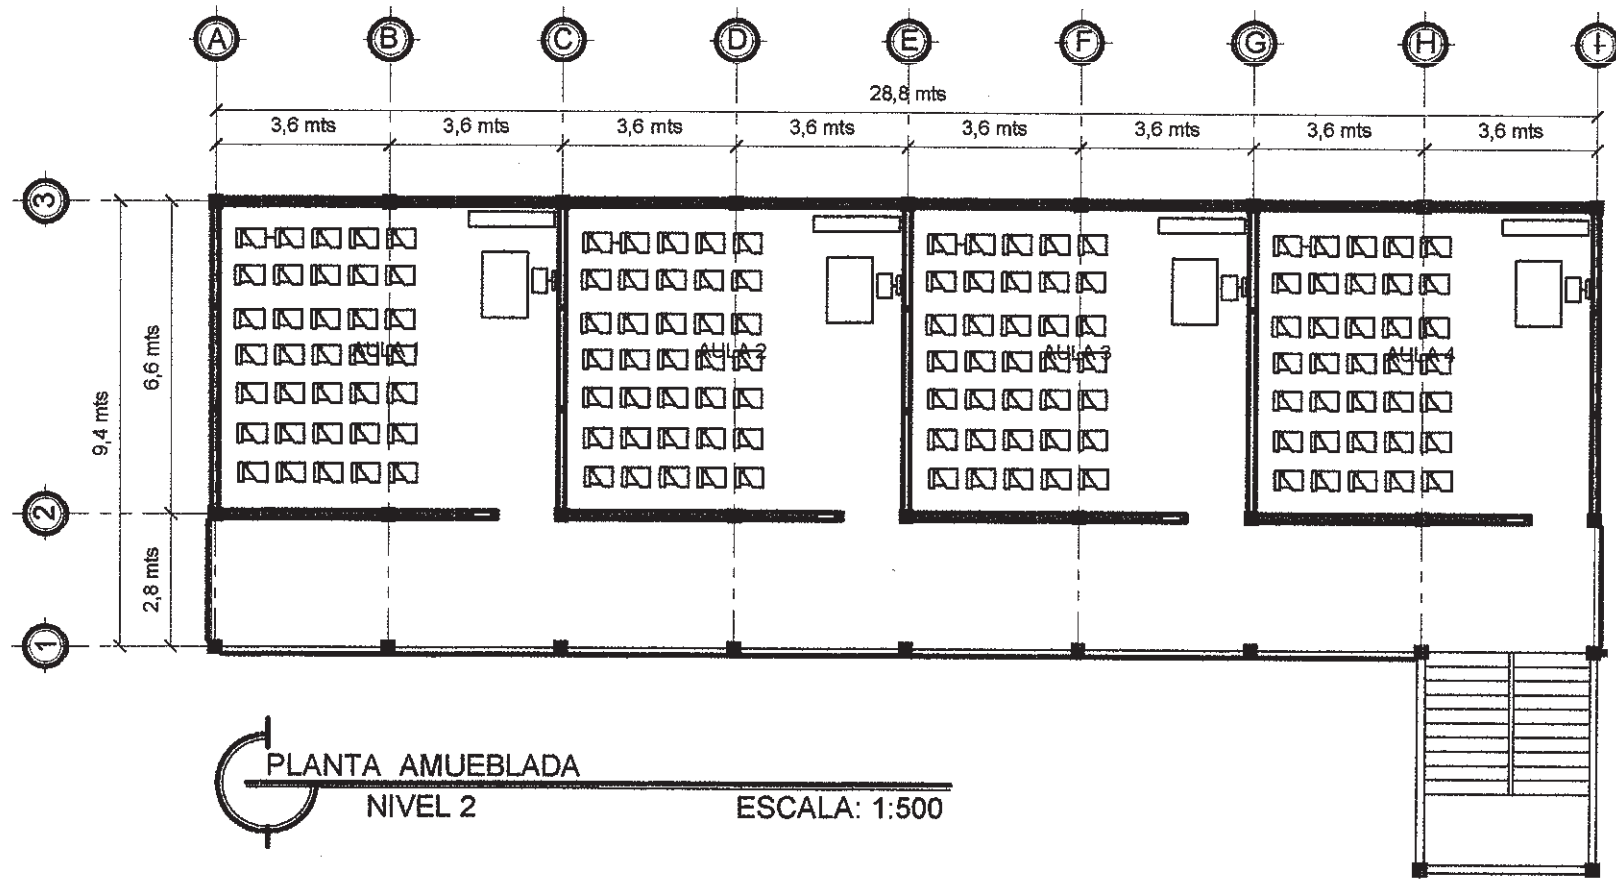 A B C D E F G H I
28,8 mts
3,6 mts 3,6 mts 3,6 mts 3,6 mts 3,6 mts 3,6 mts 3,6 mts 3,6 mts
3
9,4 mts
6,6 mts
AULA AULA 2 AULA 3 AULA 4
2
2,8 mts
1
PLANTA AMUEBLADA
NIVEL 2 ESCALA: 1:500